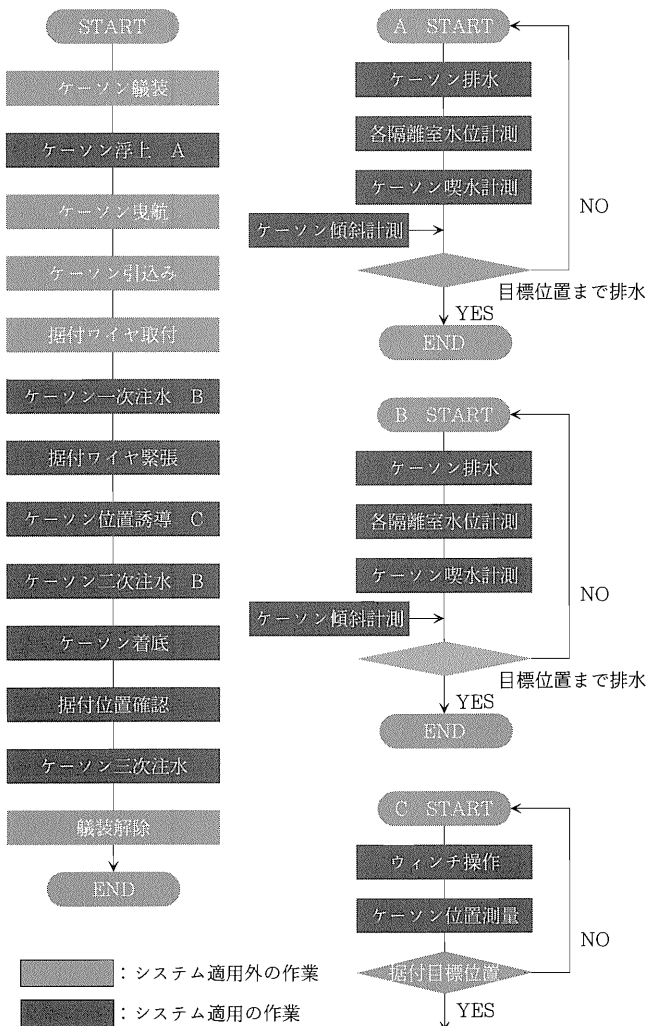 START
ケーソン艤装
ケーソン浮上 A
ケーソン曳航
ケーソン引込み
据付ワイヤ取付
ケーソン一次注水 B
据付ワイヤ緊張
ケーソン位置誘導 C
ケーソン二次注水 B
ケーソン着底
据付位置確認
ケーソン三次注水
艤装解除
END
:システム適用外の作業
:システム適用の作業
A START
ケーソン排水
各隔離室水位計測
ケーソン喫水計測
ケーソン傾斜計測
NO
目標位置まで排水
YES
END
B START
ケーソン排水
各隔離室水位計測
ケーソン喫水計測
ケーソン傾斜計測
NO
目標位置まで排水
YES
END
C START
ウィンチ操作
ケーソン位置測量
NO
据付目標位置
YES